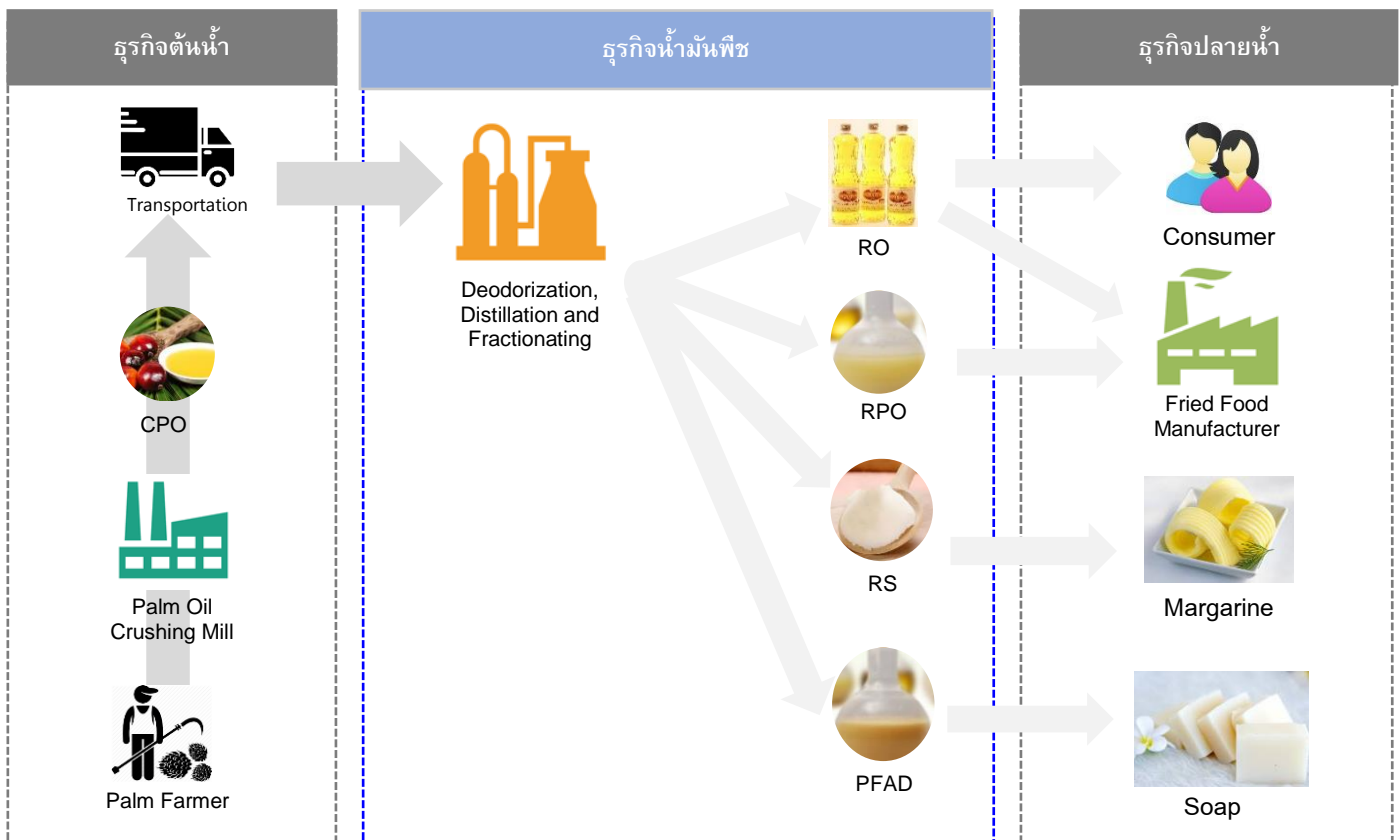 ธุรกิจต้นน้ำ
ธุรกิจน้ำมันพืช
ธุรกิจปลายน้ำ
Transportation
CPO
Palm Oil
Crushing Mill
Palm Farmer
Deodorization,
Distillation and
Fractionating
RO
RPO
RS
PFAD
Consumer
Fried Food
Manufacturer
Margarine
Soap